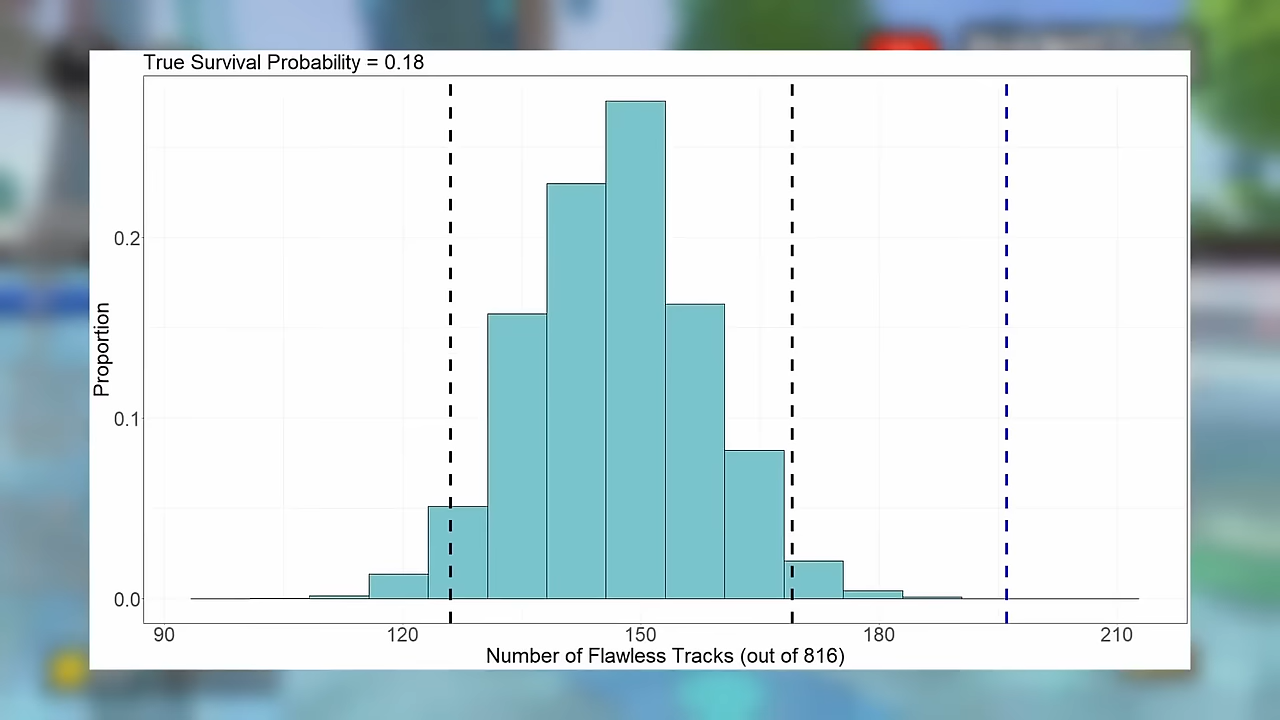 True Survival Probability = 0.18
Proportion
0.2
0.1
0.0
90 120 150 180 210
Number of Flawless Tracks (out of 816)